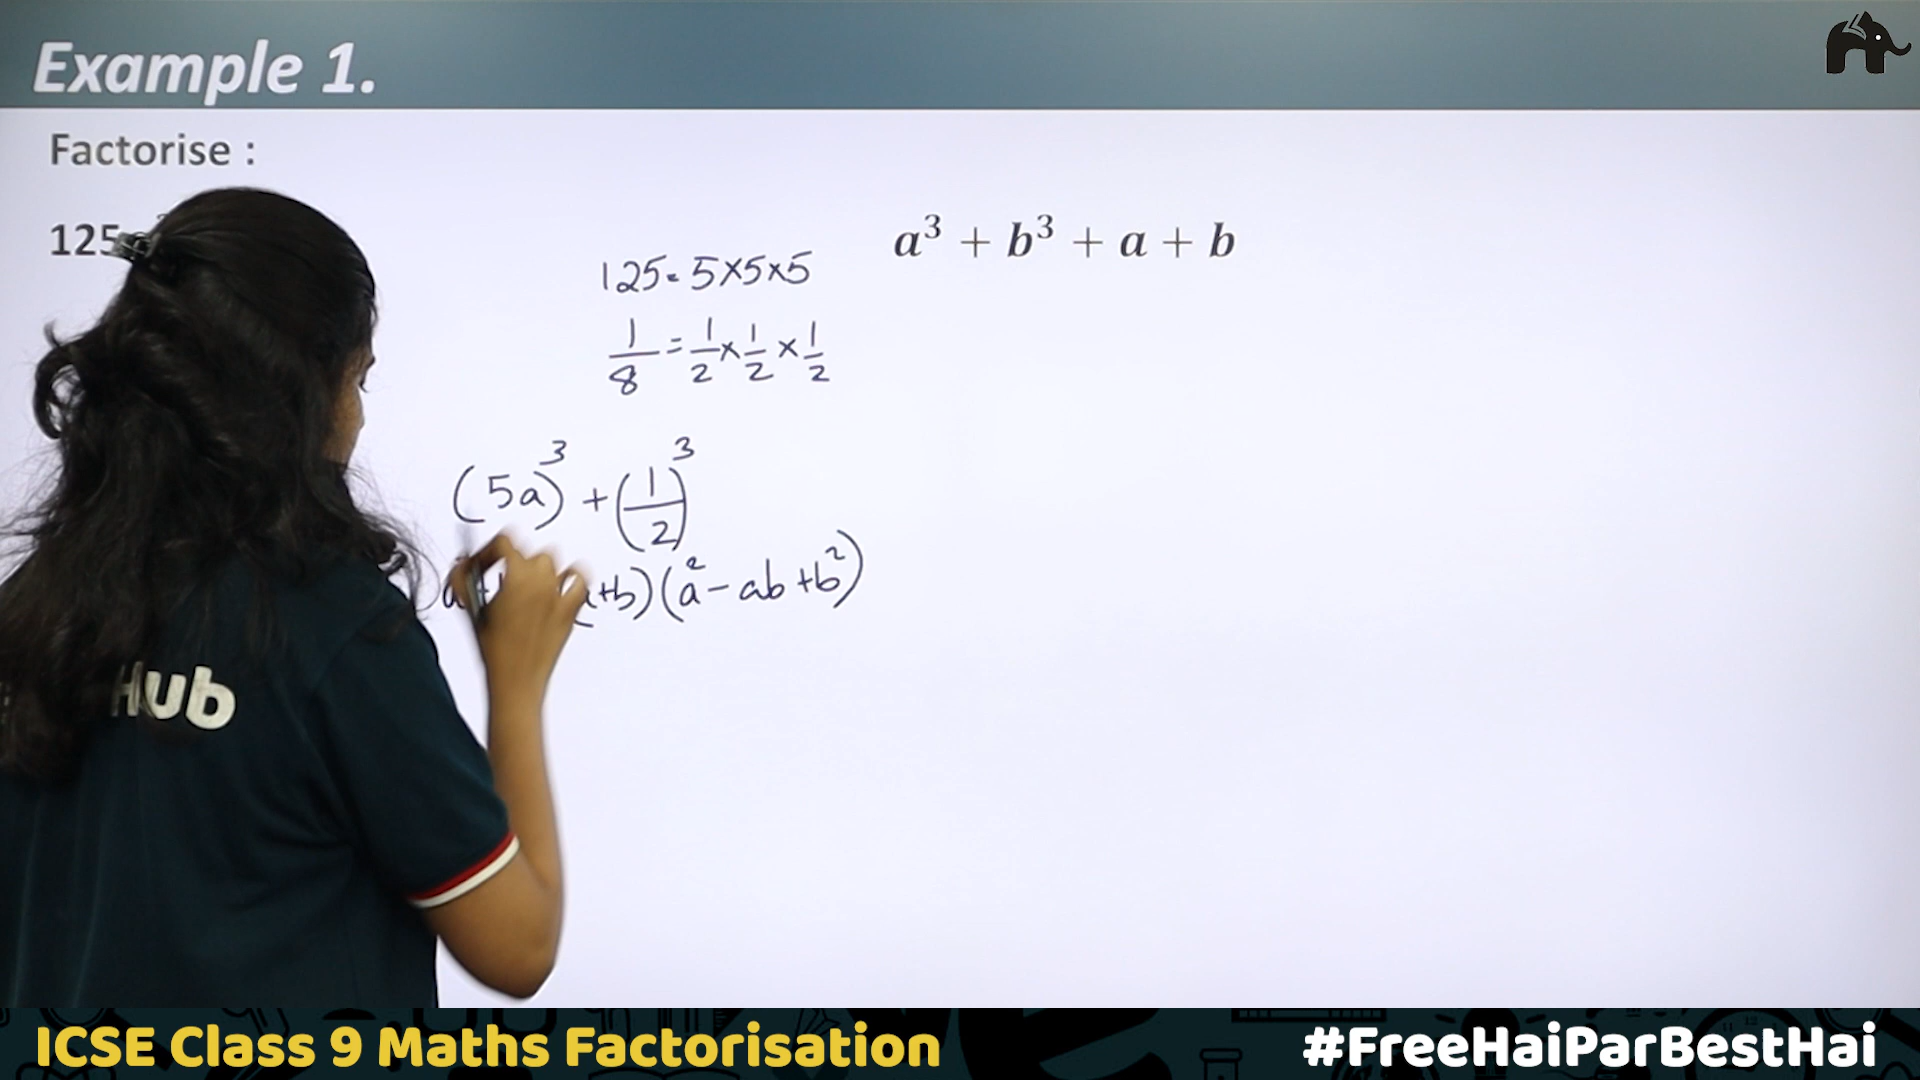 Example 1.
Factorise :
125
a³ + b³ + a + b
125 = 5×5×5
1/8 = 1/2 × 1/2 × 1/2
(5a)³ + (1/2)³
+b)(a² - ab + b²)
Hub
ICSE Class 9 Maths Factorisation
#FreeHaiParBestHai